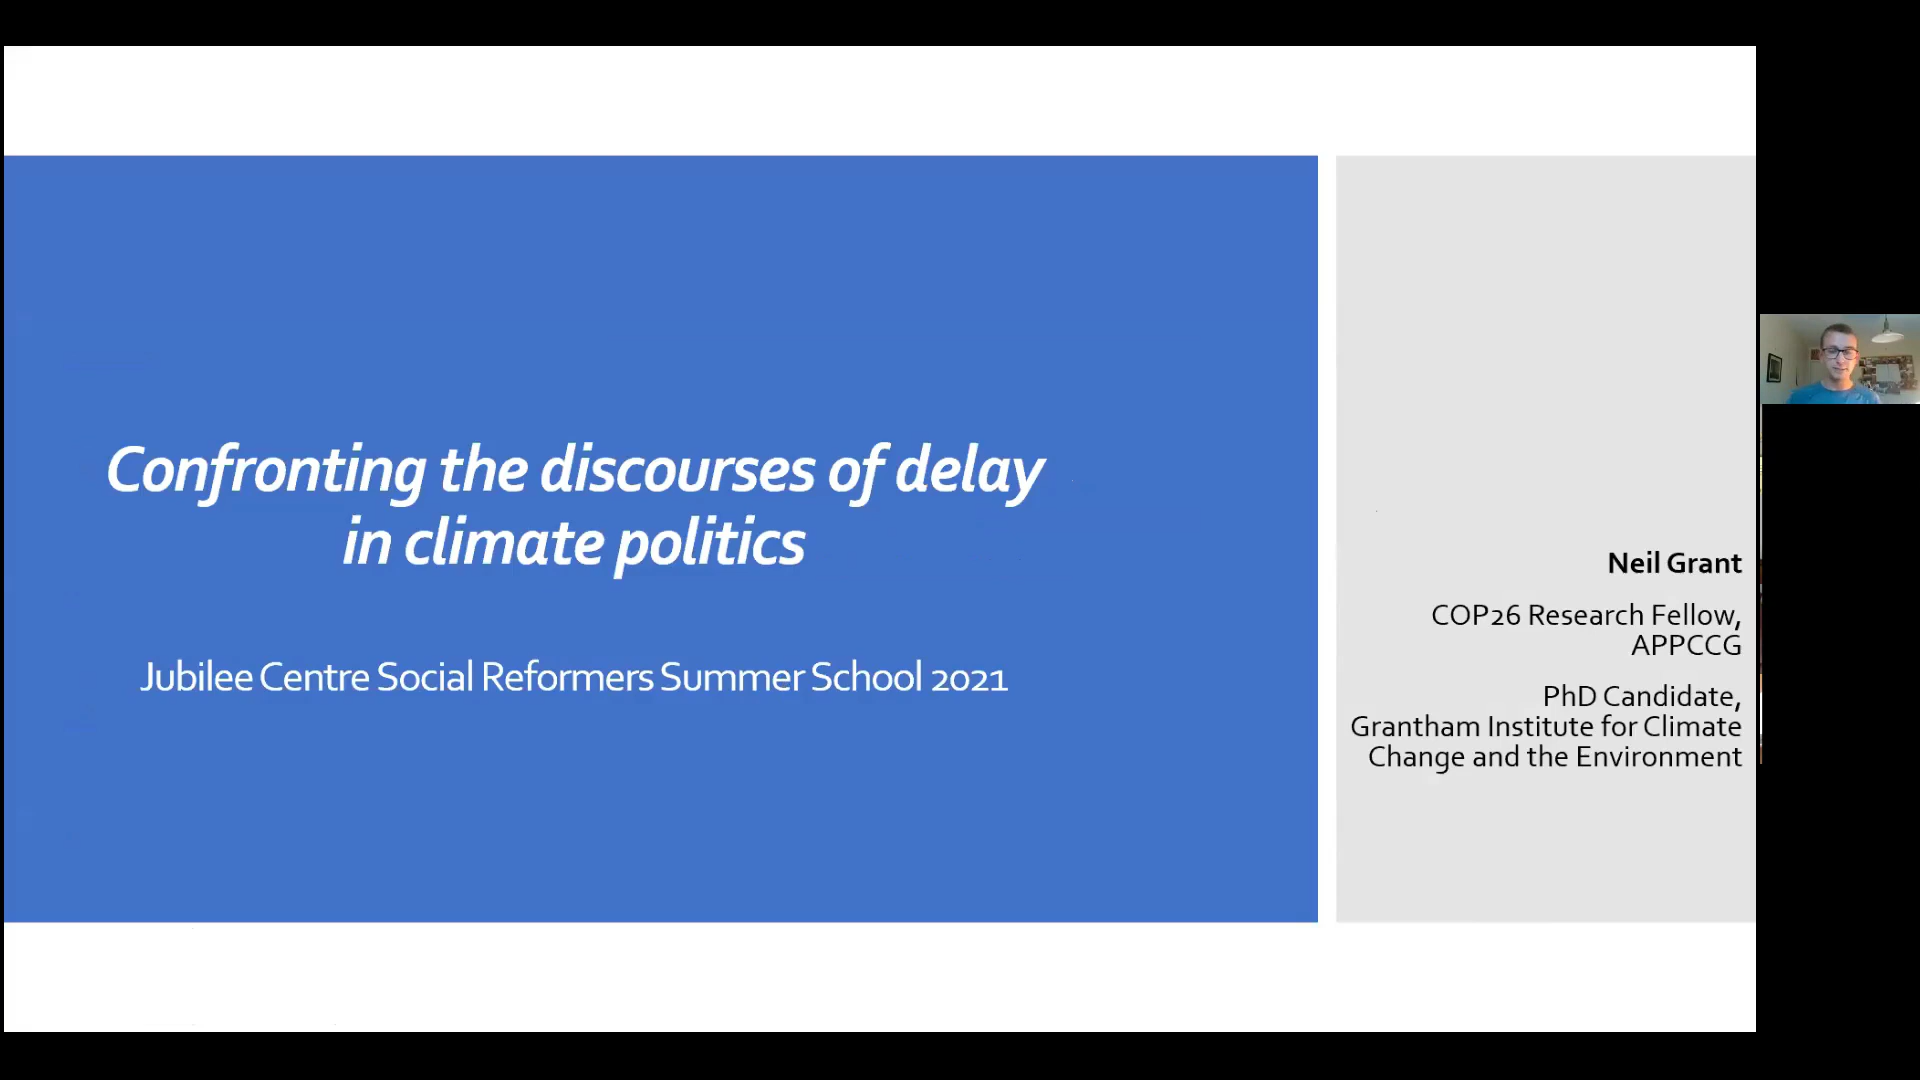 Confronting the discourses of delay
in climate politics
Jubilee Centre Social Reformers Summer School 2021
Neil Grant
COP26 Research Fellow,
APPCCG
PhD Candidate,
Grantham Institute for Climate
Change and the Environment